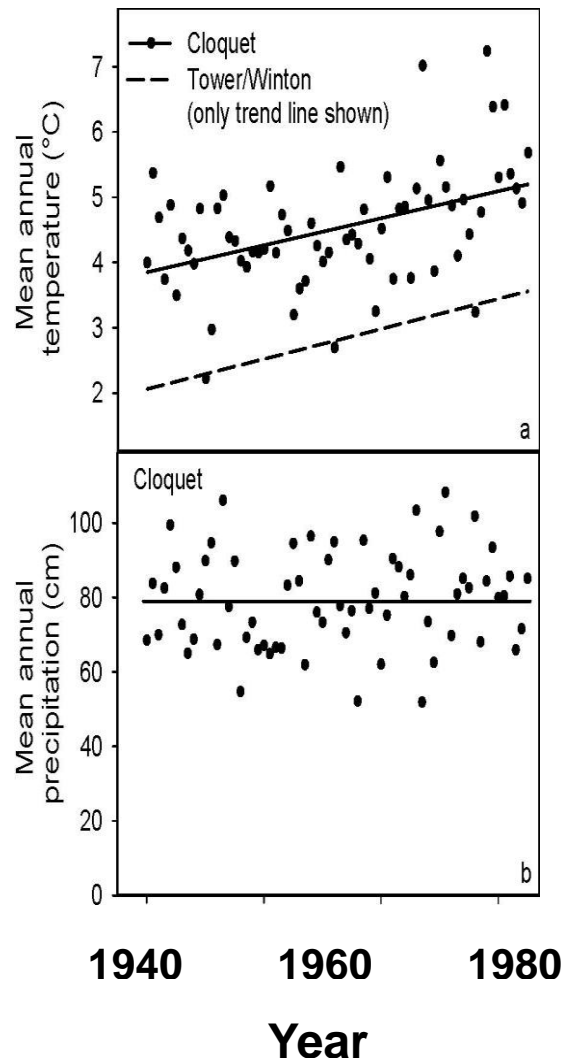 Cloquet
Tower/Winton
(only trend line shown)
Mean annual
temperature (°C)
7
6
5
4
3
2
a
Cloquet
Mean annual
precipitation (cm)
100
80
60
40
20
0
b
1940 1960 1980
Year